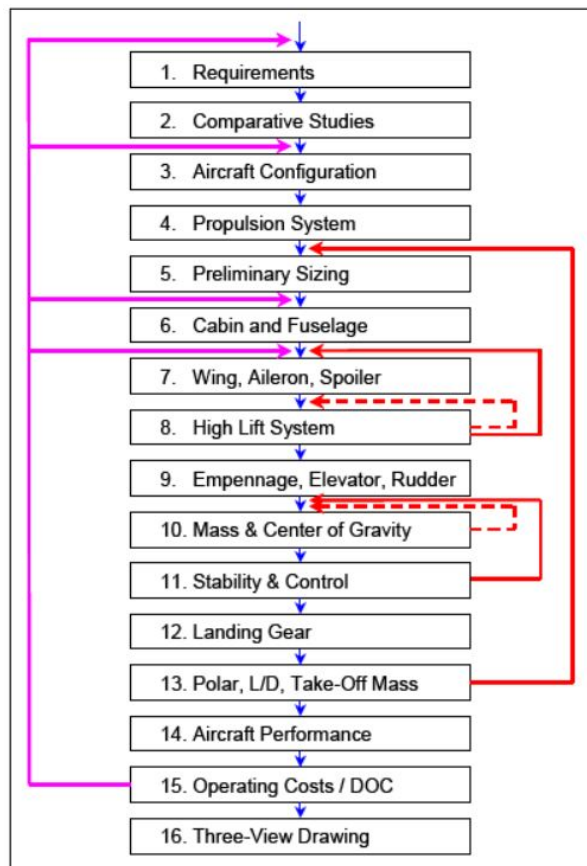 1. Requirements
2. Comparative Studies
3. Aircraft Configuration
4. Propulsion System
5. Preliminary Sizing
6. Cabin and Fuselage
7. Wing, Aileron, Spoiler
8. High Lift System
9. Empennage, Elevator, Rudder
10. Mass & Center of Gravity
11. Stability & Control
12. Landing Gear
13. Polar, L/D, Take-Off Mass
14. Aircraft Performance
15. Operating Costs / DOC
16. Three-View Drawing